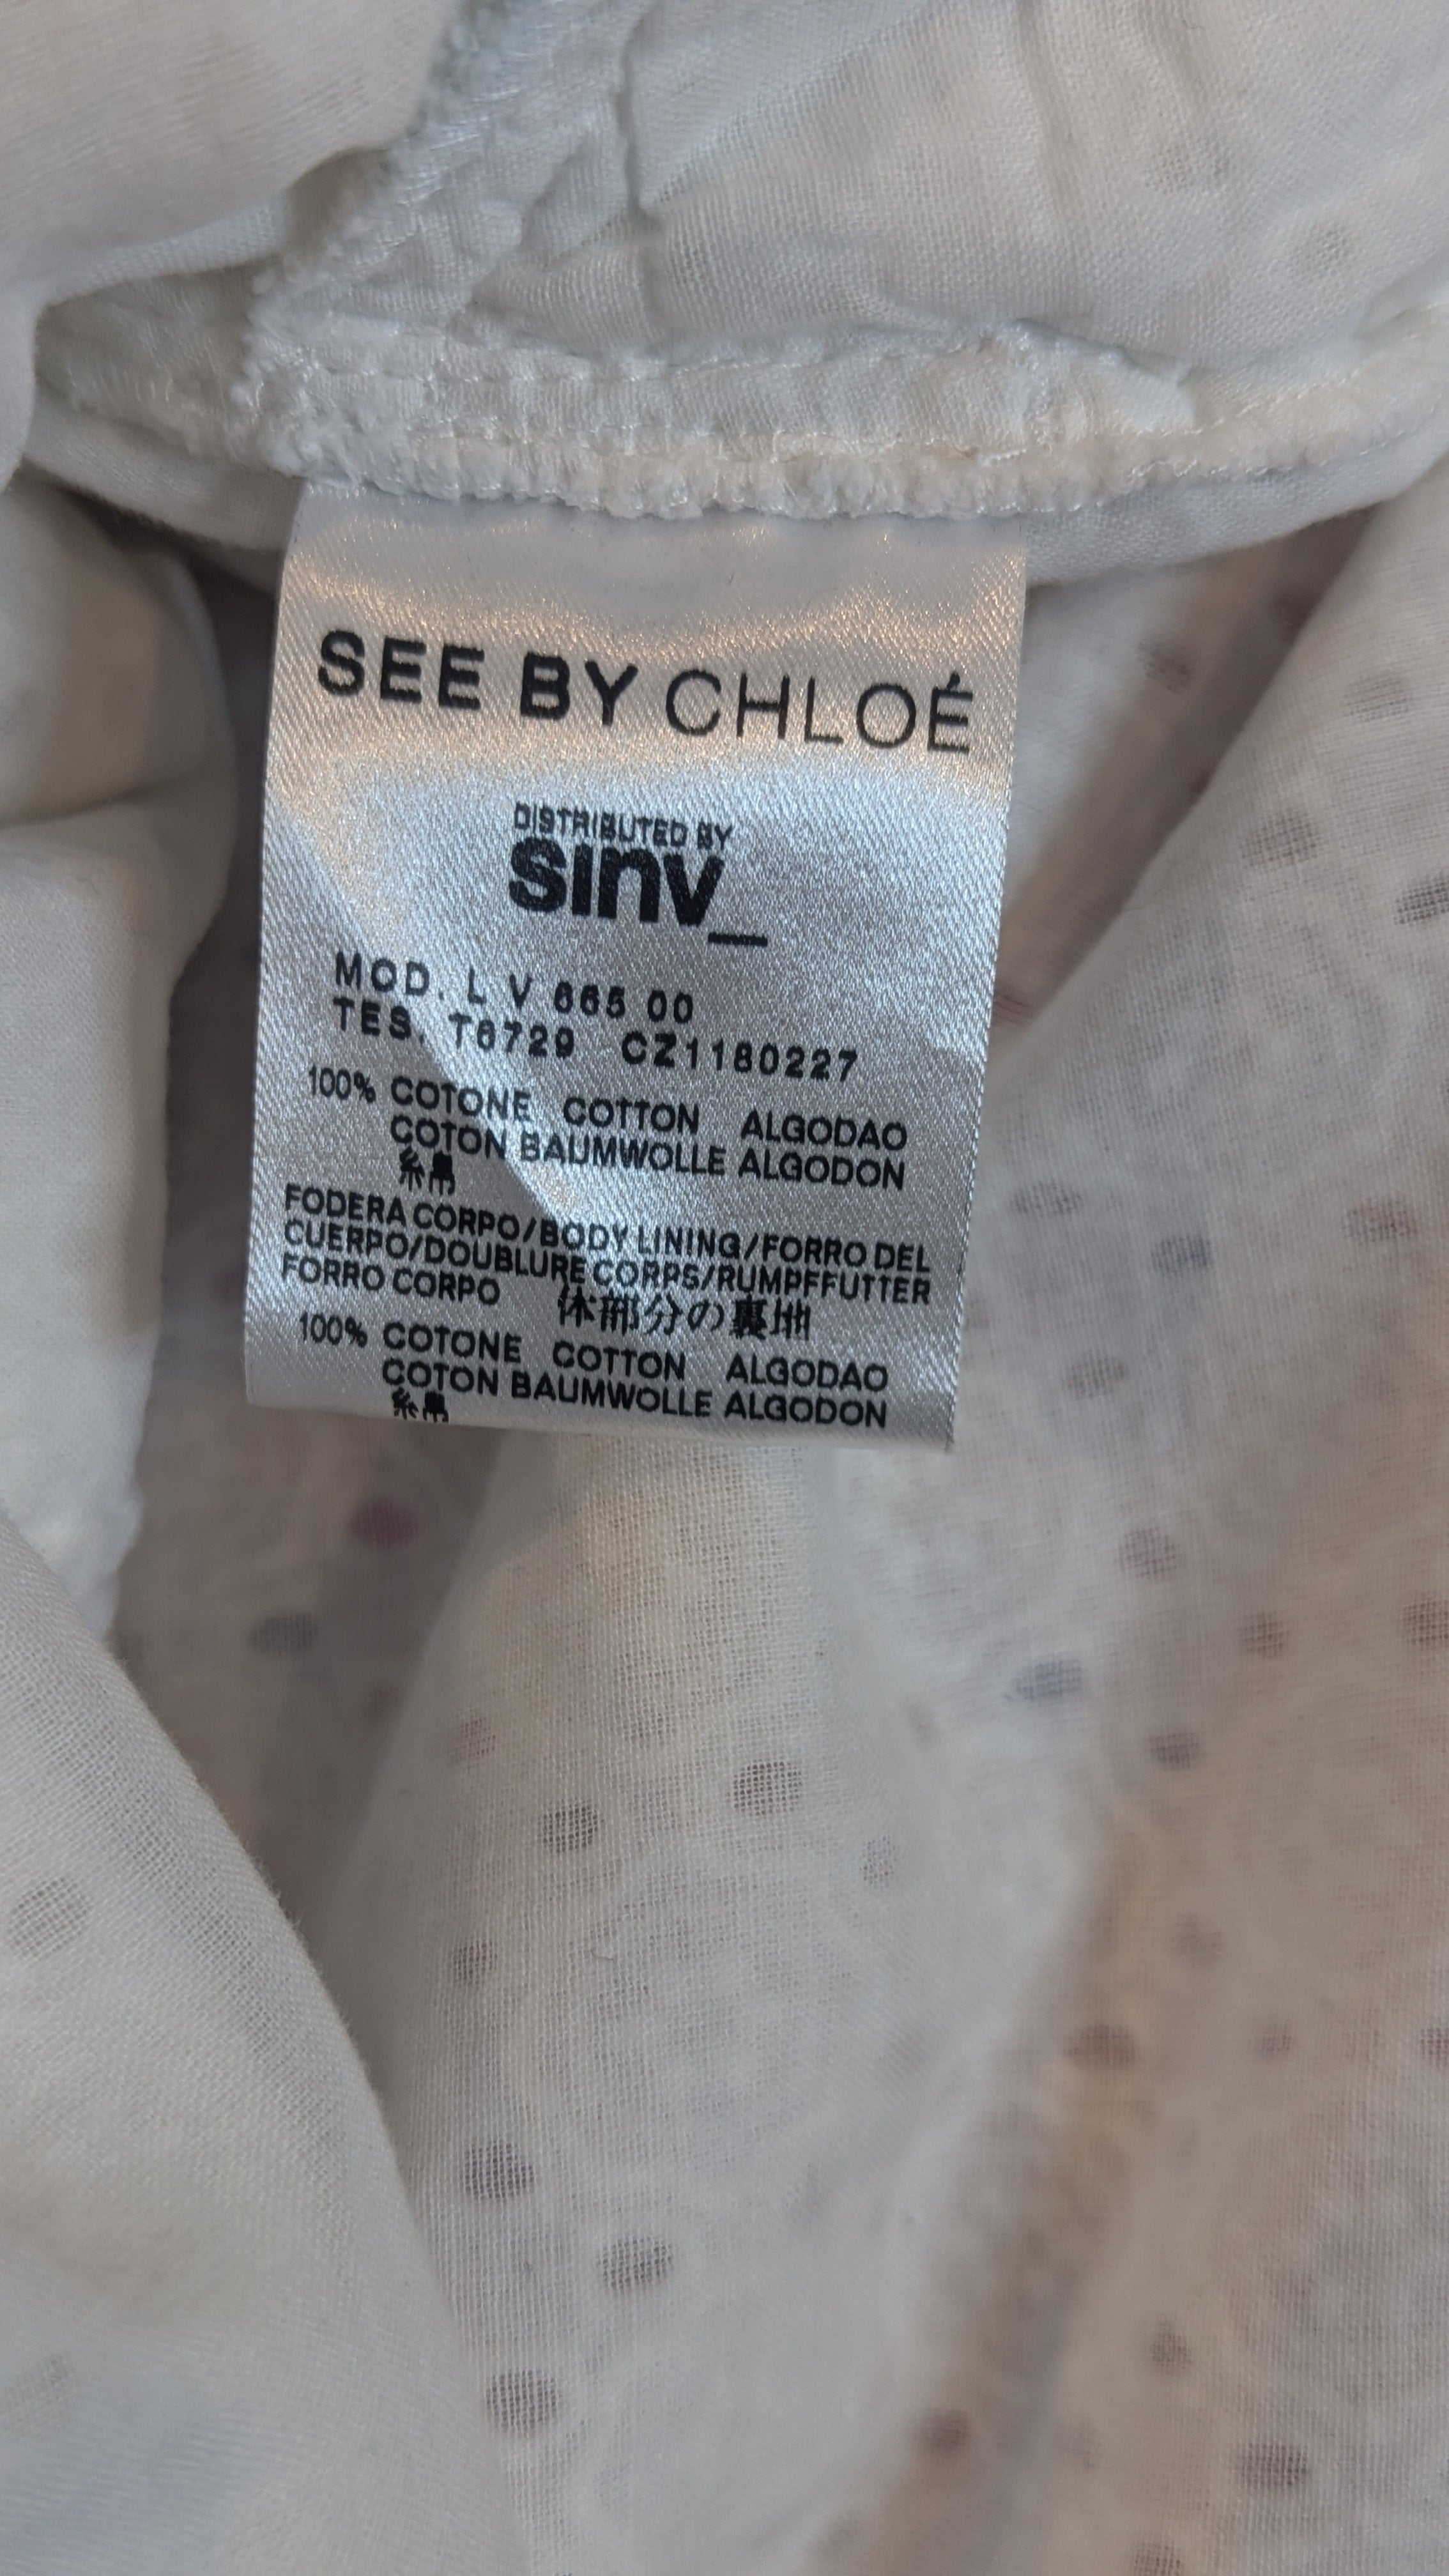 SEE BY CHLOÉ
DISTRIBUTED BY
sinv_
MOD. L V 665 00
TES. T6729 CZ1180227
100% COTONE COTTON ALGODAO
COTON BAUMWOLLE ALGODON
綿
FODERA CORPO/BODY LINING/FORRO DEL
CUERPO/DOUBLURE CORPS/RUMPFFUTTER
FORRO CORPO 体部分の裏地
100% COTONE COTTON ALGODAO
COTON BAUMWOLLE ALGODON
綿